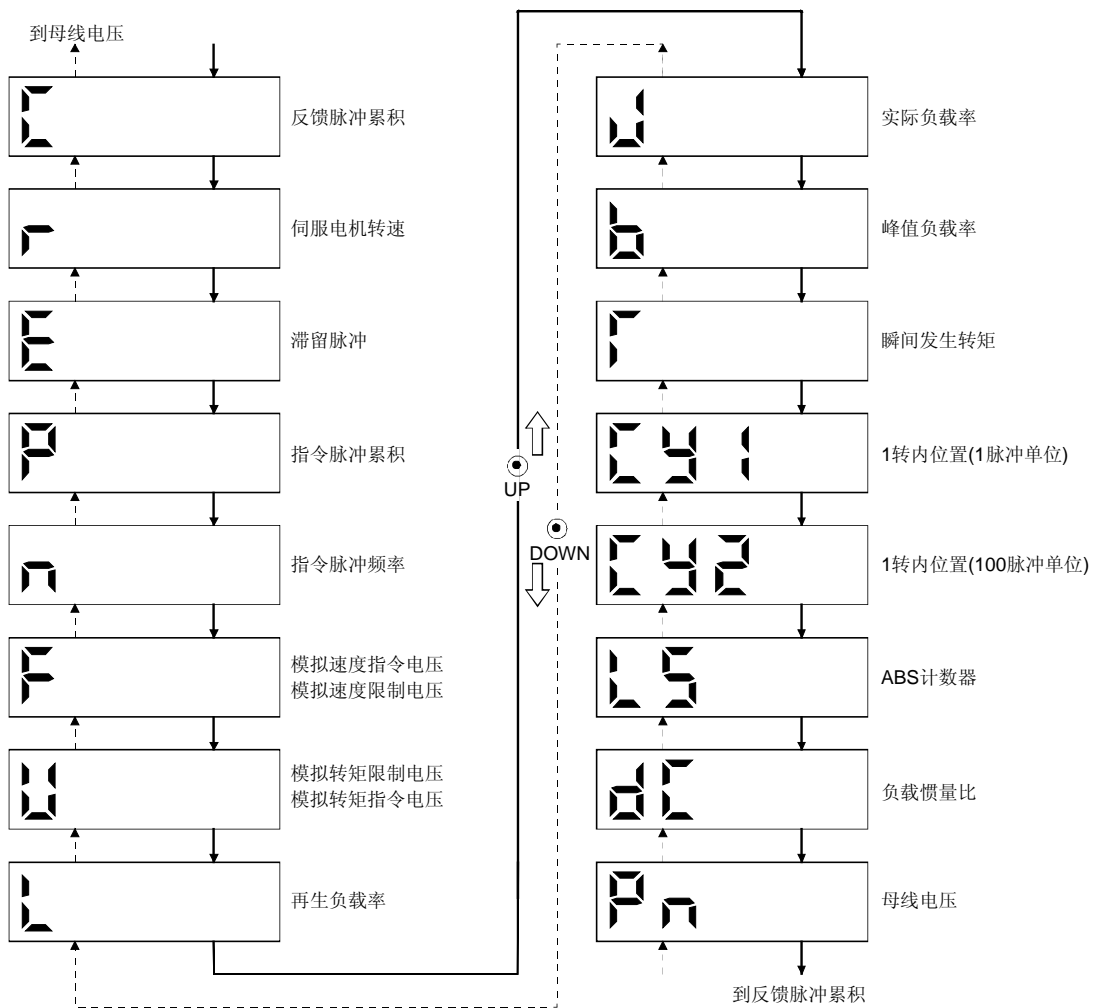 到母线电压
C
反馈脉冲累积
r
伺服电机转速
E
滞留脉冲
P
指令脉冲累积
n
指令脉冲频率
F
模拟速度指令电压
模拟速度限制电压
U
模拟转矩限制电压
模拟转矩指令电压
L
再生负载率
UP
DOWN
J
实际负载率
b
峰值负载率
T
瞬间发生转矩
Cy1
1转内位置(1脉冲单位)
Cy2
1转内位置(100脉冲单位)
LS
ABS计数器
dC
负载惯量比
Pn
母线电压
到反馈脉冲累积